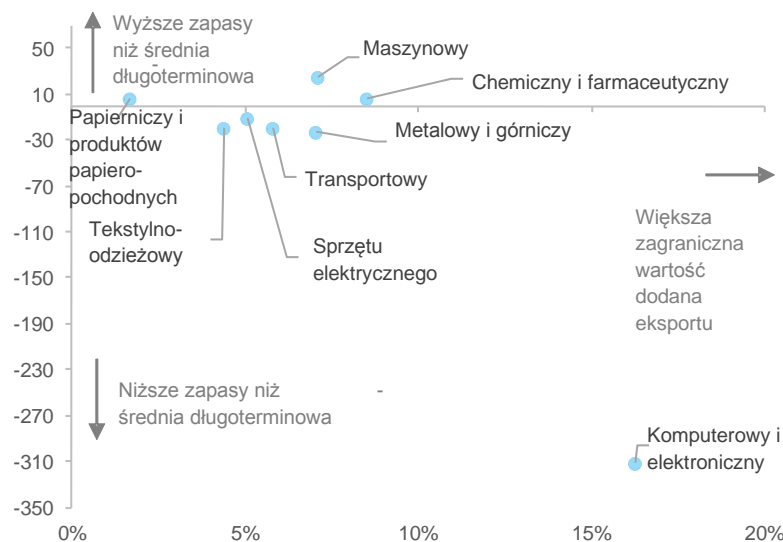 50
10
-30
-70
-110
-150
-190
-230
-270
-310
-350
Wyższe zapasy
niż średnia
długoterminowa
-
Maszynowy
Chemiczny i farmaceutyczny
Papierniczy i
produktów
papiero-
pochodnych
Metalowy i górniczy
Transportowy
Tekstylno-
odzieżowy
Sprzętu
elektrycznego
Większa
zagraniczna
wartość
dodana
eksportu
Niższe zapasy niż
średnia długoterminowa
-
Komputerowy i
elektroniczny
0%
5%
10%
15%
20%